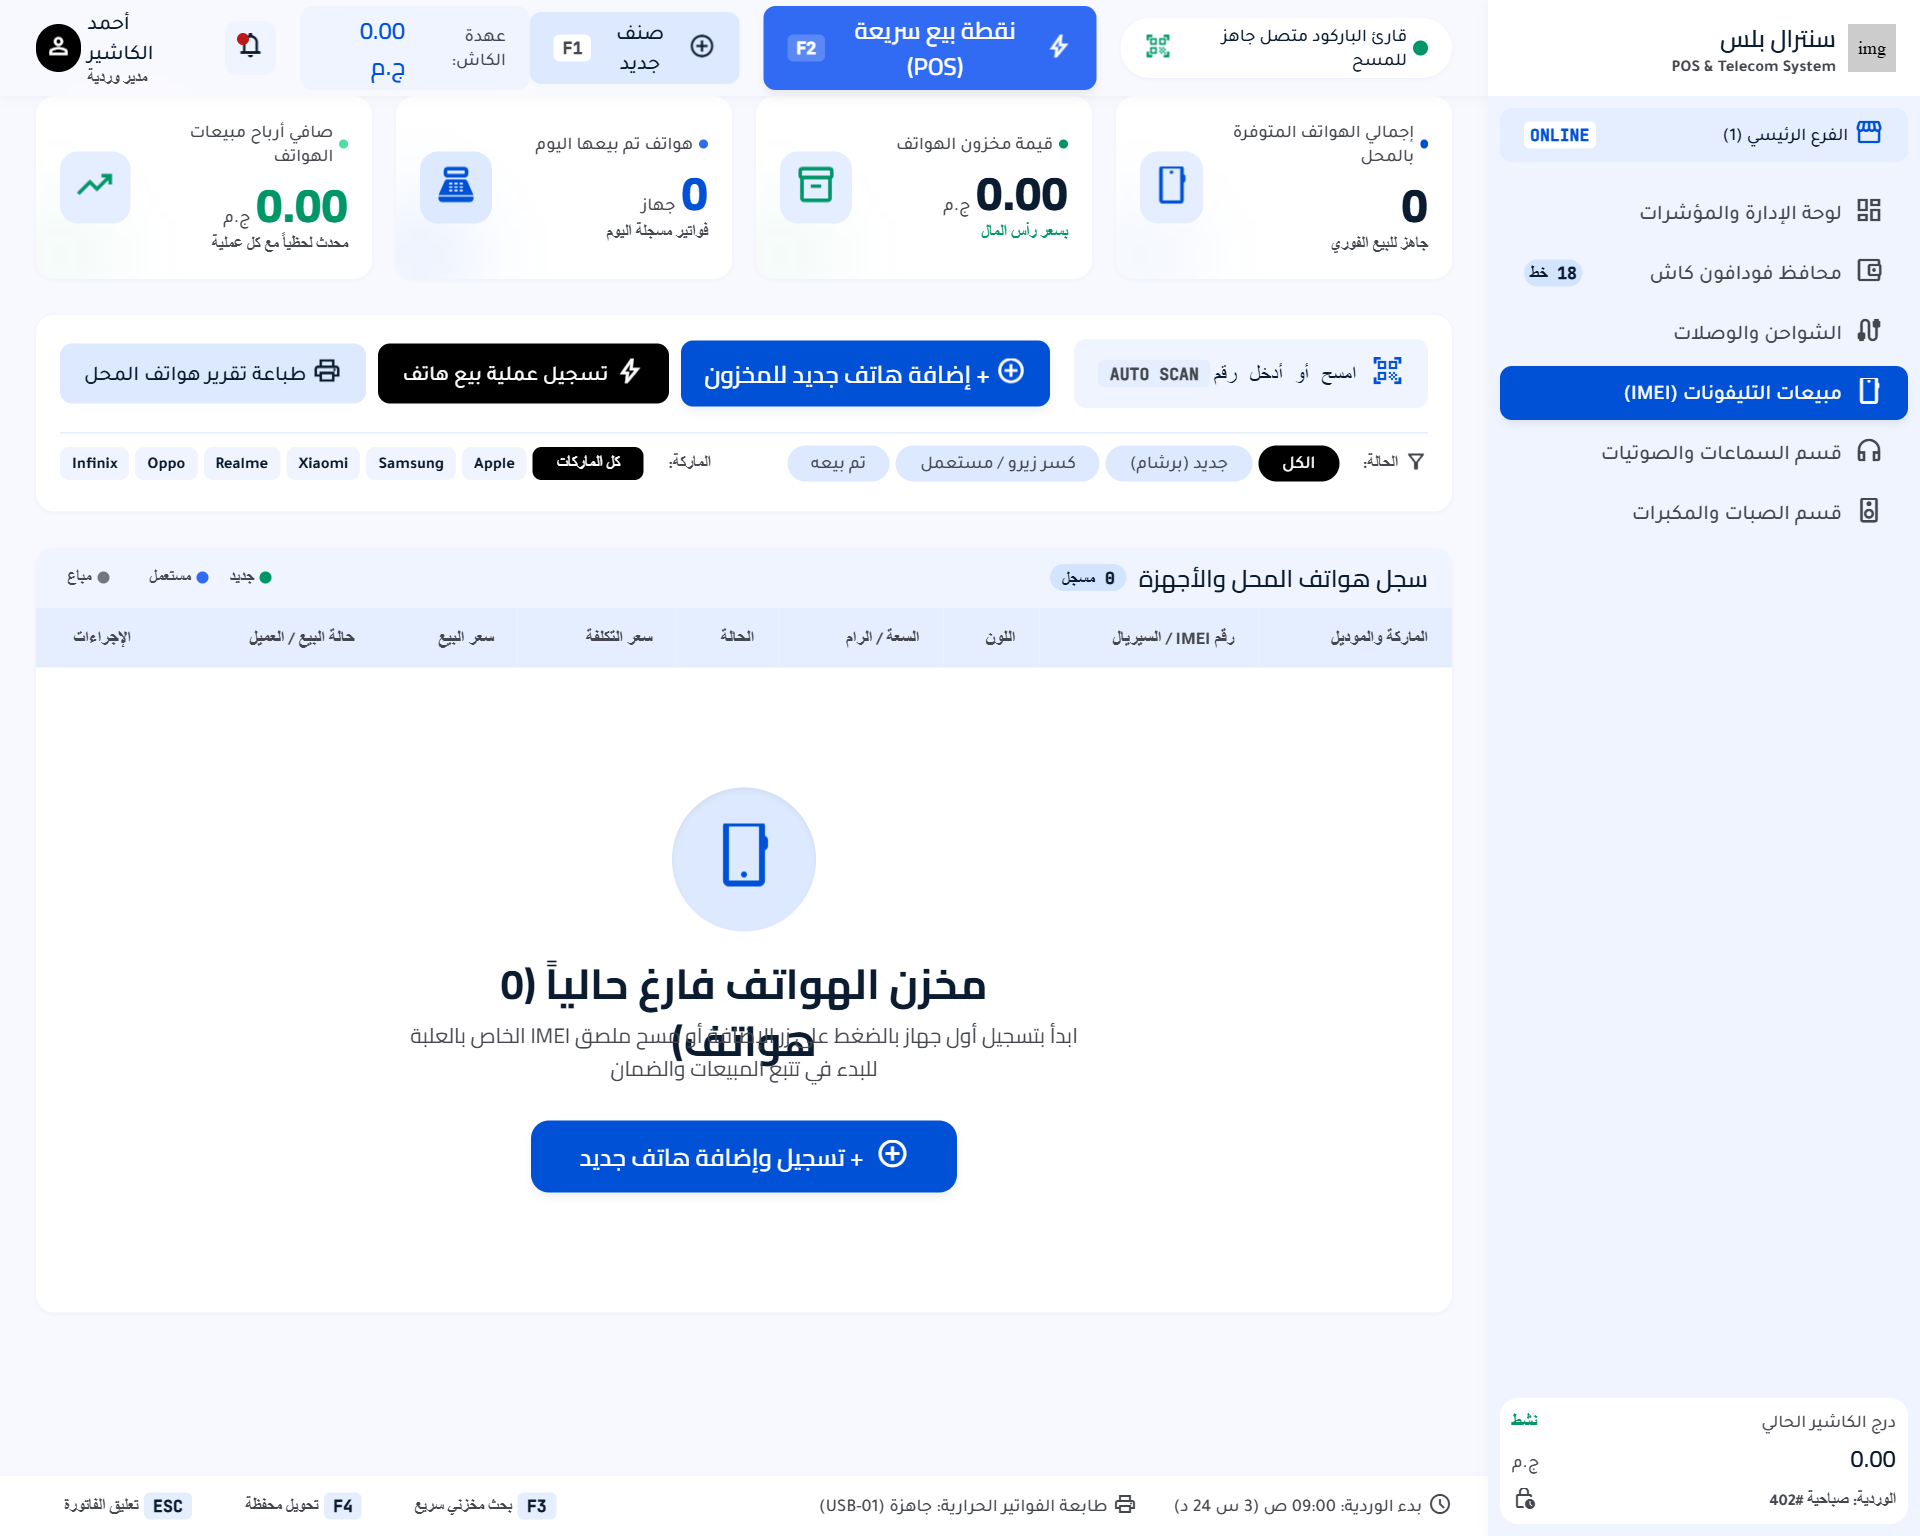 img
سنترال بلس
POS & Telecom System
الفرع الرئيسي (1)
ONLINE
لوحة الإدارة والمؤشرات
محافظ فودافون كاش
18 خط
الشواحن والوصلات
مبيعات التليفونات (IMEI)
قسم السماعات والصوتيات
قسم الصبات والمكبرات
درج الكاشير الحالي
نشط
0.00
ج.م
الوردية: صباحية #402
قارئ الباركود متصل جاهز
للمسح
نقطة بيع سريعة
(POS)
F2
صنف
جديد
F1
عهدة
الكاش:
0.00
ج.م
أحمد
الكاشير
مدير وردية
إجمالي الهواتف المتوفرة
بالمحل
0
جاهز للبيع الفوري
قيمة مخزون الهواتف
0.00 ج.م
بسعر رأس المال
هواتف تم بيعها اليوم
0 جهاز
فواتير مسجلة اليوم
صافي أرباح مبيعات
الهواتف
0.00 ج.م
محدث لحظياً مع كل عملية
امسح أو أدخل رقم
AUTO SCAN
+ إضافة هاتف جديد للمخزون
تسجيل عملية بيع هاتف
طباعة تقرير هواتف المحل
الحالة:
الكل
جديد (برشام)
كسر زيرو / مستعمل
تم بيعه
الماركة:
كل الماركات
Apple
Samsung
Xiaomi
Realme
Oppo
Infinix
سجل هواتف المحل والأجهزة
0 مسجل
جديد
مستعمل
مباع
الماركة والموديل
رقم IMEI / السيريال
اللون
السعة / الرام
الحالة
سعر التكلفة
سعر البيع
حالة البيع / العميل
الإجراءات
مخزن الهواتف فارغ حالياً (0
هواتف)
ابدأ بتسجيل أول جهاز بالضغط على زر الإضافة أو مسح ملصق IMEI الخاص بالعلبة
للبدء في تتبع المبيعات والضمان
+ تسجيل وإضافة هاتف جديد
بدء الوردية: 09:00 ص (3 س 24 د)
طابعة الفواتير الحرارية: جاهزة (USB-01)
F3 بحث مخزني سريع
F4 تحويل محفظة
ESC تعليق الفاتورة